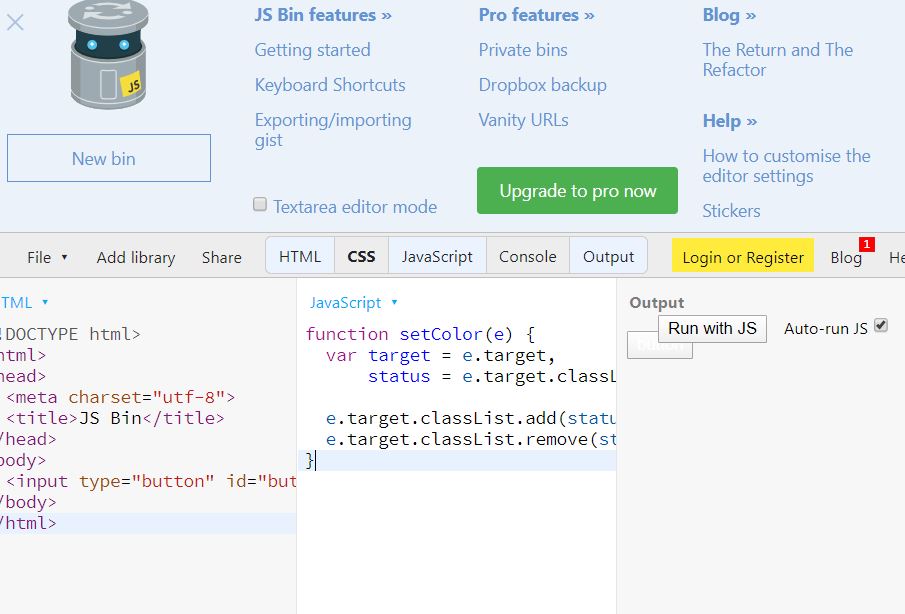 JS
New bin
JS Bin features »
Getting started
Keyboard Shortcuts
Exporting/importing
gist
Textarea editor mode
Pro features »
Private bins
Dropbox backup
Vanity URLs
Upgrade to pro now
Blog »
The Return and The
Refactor
Help »
How to customise the
editor settings
Stickers
File ▾ Add library Share HTML CSS JavaScript Console Output Login or Register Blog 1 He
TML ▾
!DOCTYPE html>
html>
head>
<meta charset="utf-8">
<title>JS Bin</title>
/head>
body>
<input type="button" id="but
/body>
/html>
JavaScript ▾
function setColor(e) {
var target = e.target,
status = e.target.classL
e.target.classList.add(statu
e.target.classList.remove(st
}
Output
Run with JS Auto-run JS
button